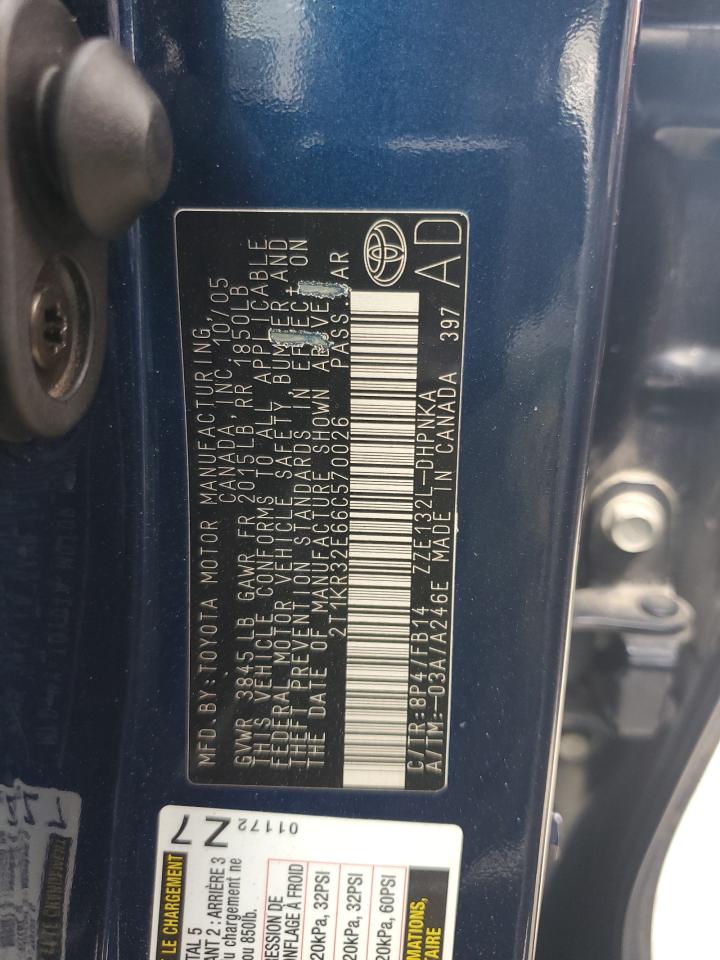 MFD. BY: TOYOTA MOTOR MANUFACTURING,
CANADA, INC. 10/05
GVWR 3845 LB GAWR FR 2015LB, RR 1850LB
THIS VEHICLE CONFORMS TO ALL APPLICABLE
FEDERAL MOTOR VEHICLE SAFETY BUMPER AND
THEFT PREVENTION STANDARDS IN EFFECT ON
THE DATE OF MANUFACTURE SHOWN ABOVE.
2T1KR32E66C570026 PASS.CAR
C/TR:8P4/FB14 ZZE132L-DHPNKA
A/TM:-03A/A246E MADE IN CANADA 397 AD
01172
E LE CHARGEMENT
TAL 5
ANT 2 : ARRIÈRE 3
u chargement ne
ou 850lb.
ESSION DE
ONFLAGE À FROID
20kPa, 32PSI
20kPa, 32PSI
20kPa, 60PSI
MATIONS,
TAIRE